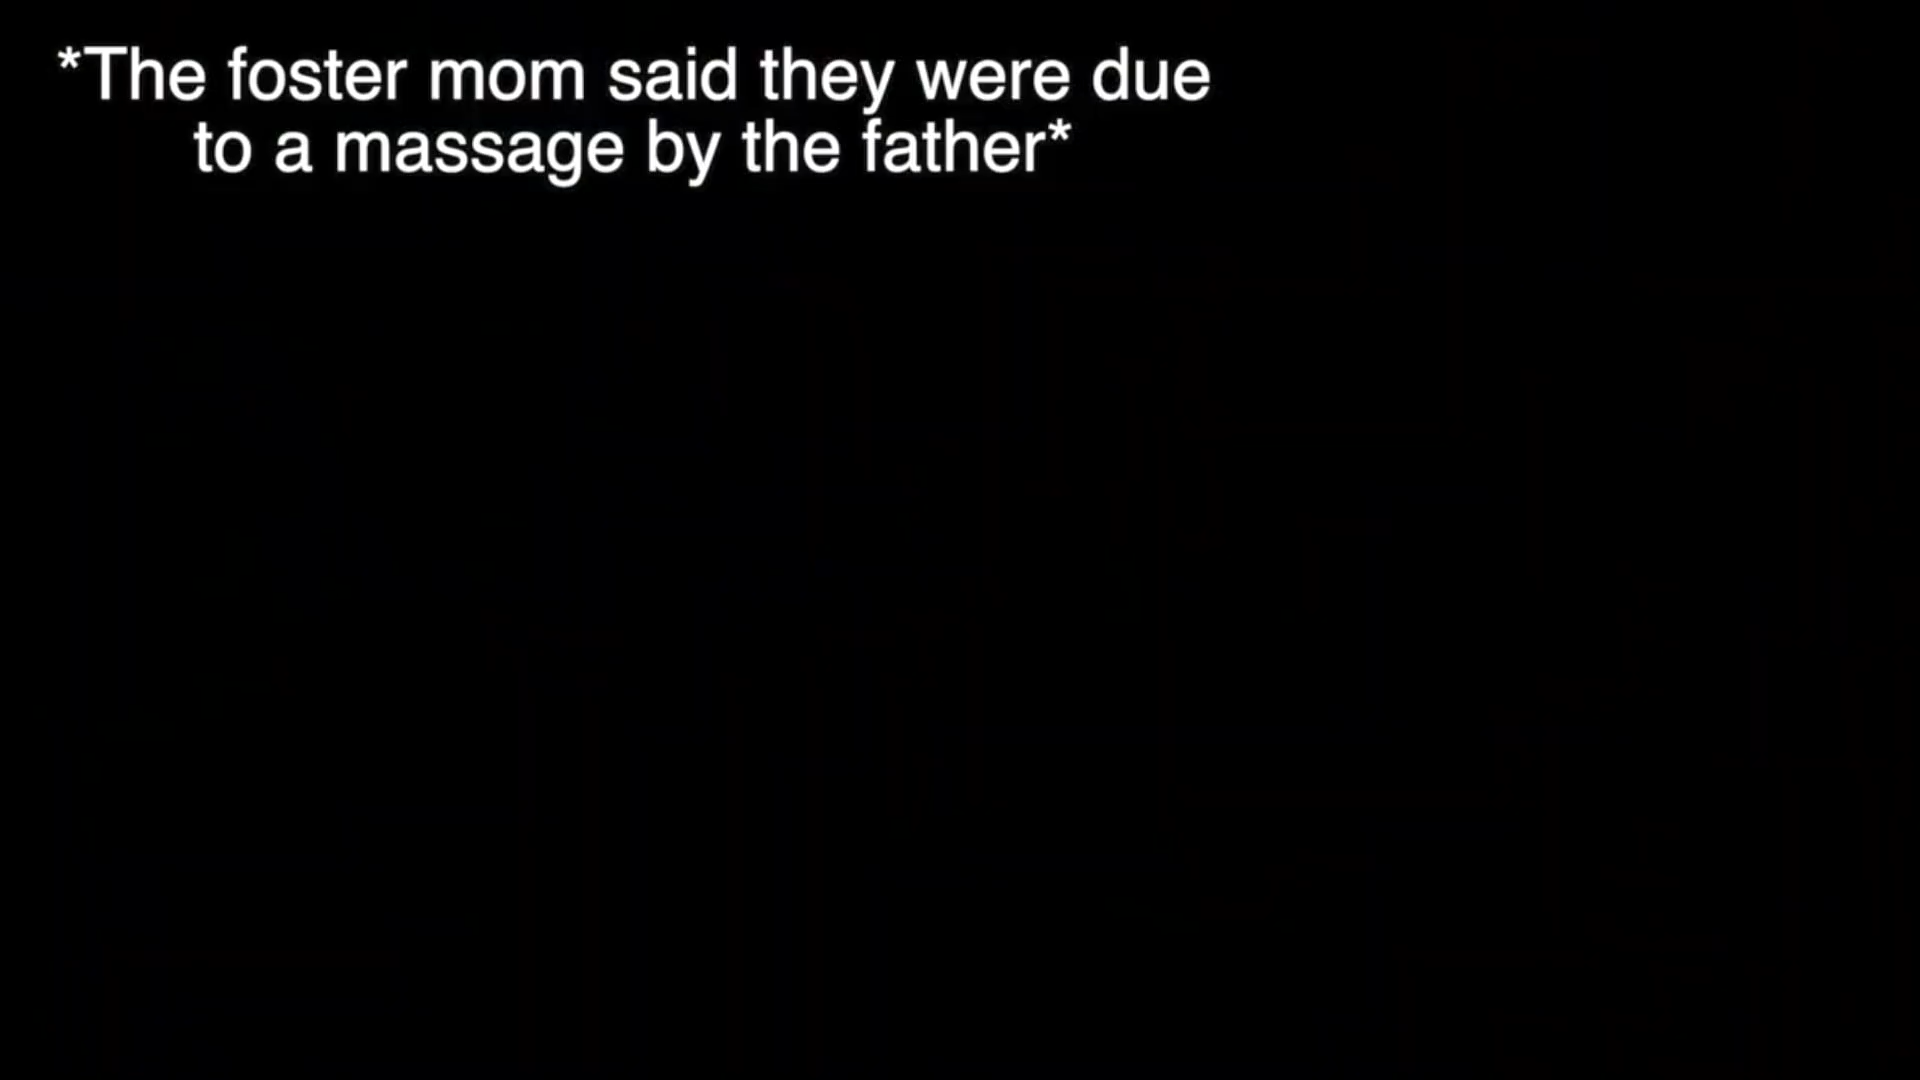 *The foster mom said they were due
to a massage by the father*